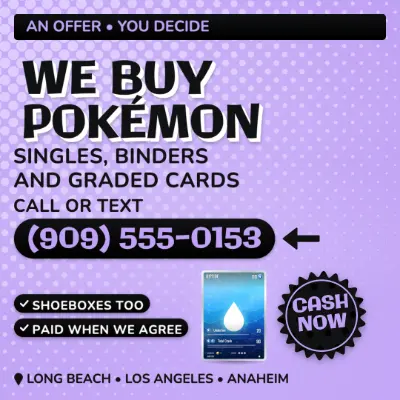 AN OFFER • YOU DECIDE
WE BUY
POKÉMON
SINGLES, BINDERS
AND GRADED CARDS
CALL OR TEXT
(909) 555-0153
SHOEBOXES TOO
PAID WHEN WE AGREE
CASH
NOW
LONG BEACH • LOS ANGELES • ANAHEIM